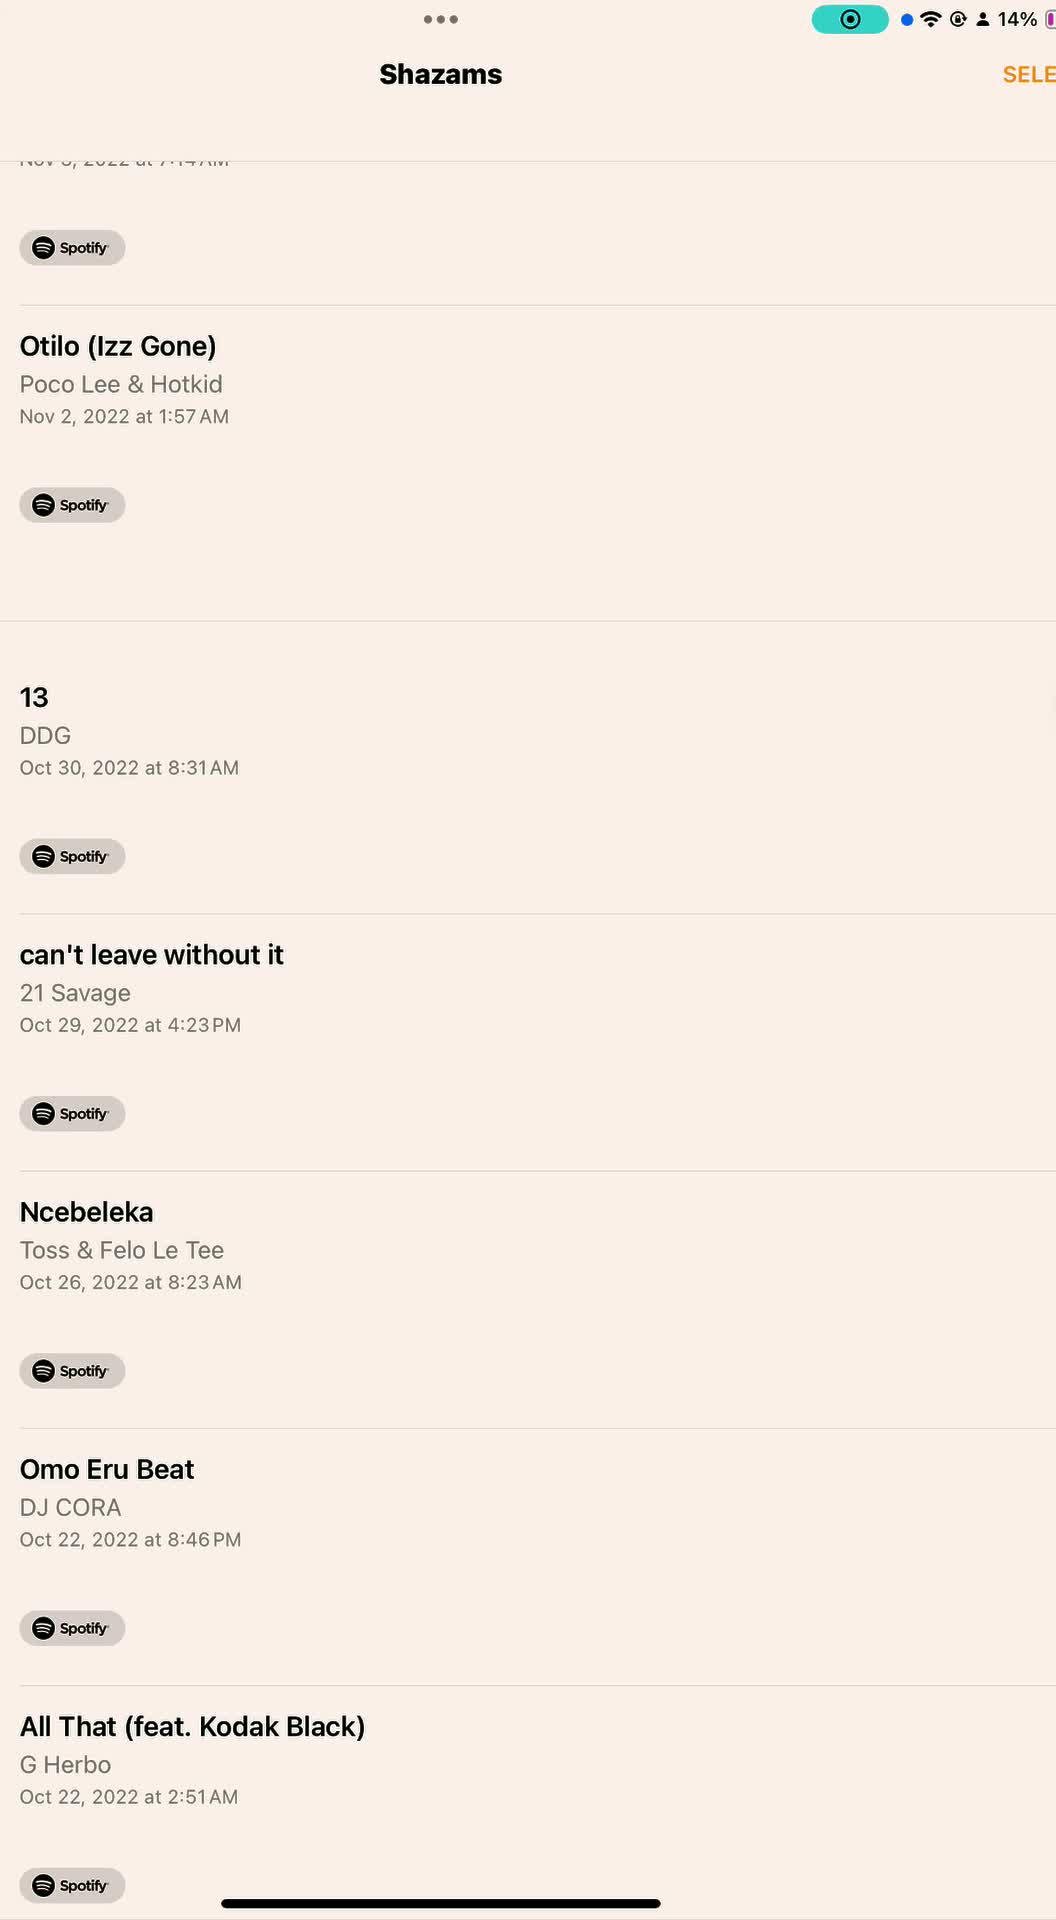 14%
Shazams
SELE
Spotify
Otilo (Izz Gone)
Poco Lee & Hotkid
Nov 2, 2022 at 1:57 AM
Spotify
13
DDG
Oct 30, 2022 at 8:31 AM
Spotify
can't leave without it
21 Savage
Oct 29, 2022 at 4:23 PM
Spotify
Ncebeleka
Toss & Felo Le Tee
Oct 26, 2022 at 8:23 AM
Spotify
Omo Eru Beat
DJ CORA
Oct 22, 2022 at 8:46 PM
Spotify
All That (feat. Kodak Black)
G Herbo
Oct 22, 2022 at 2:51 AM
Spotify